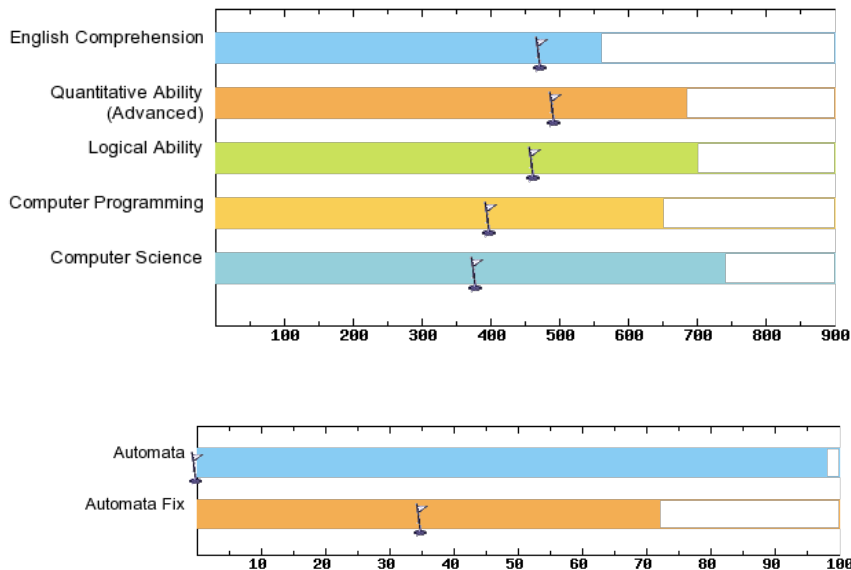 English Comprehension
Quantitative Ability
(Advanced)
Logical Ability
Computer Programming
Computer Science
100 200 300 400 500 600 700 800 900
Automata
Automata Fix
10 20 30 40 50 60 70 80 90 100